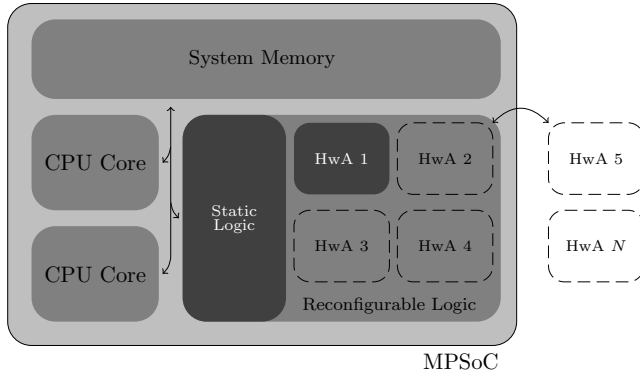 System Memory
CPU Core
CPU Core
Static
Logic
HwA 1
HwA 2
HwA 3
HwA 4
Reconfigurable Logic
HwA 5
HwA N
MPSoC